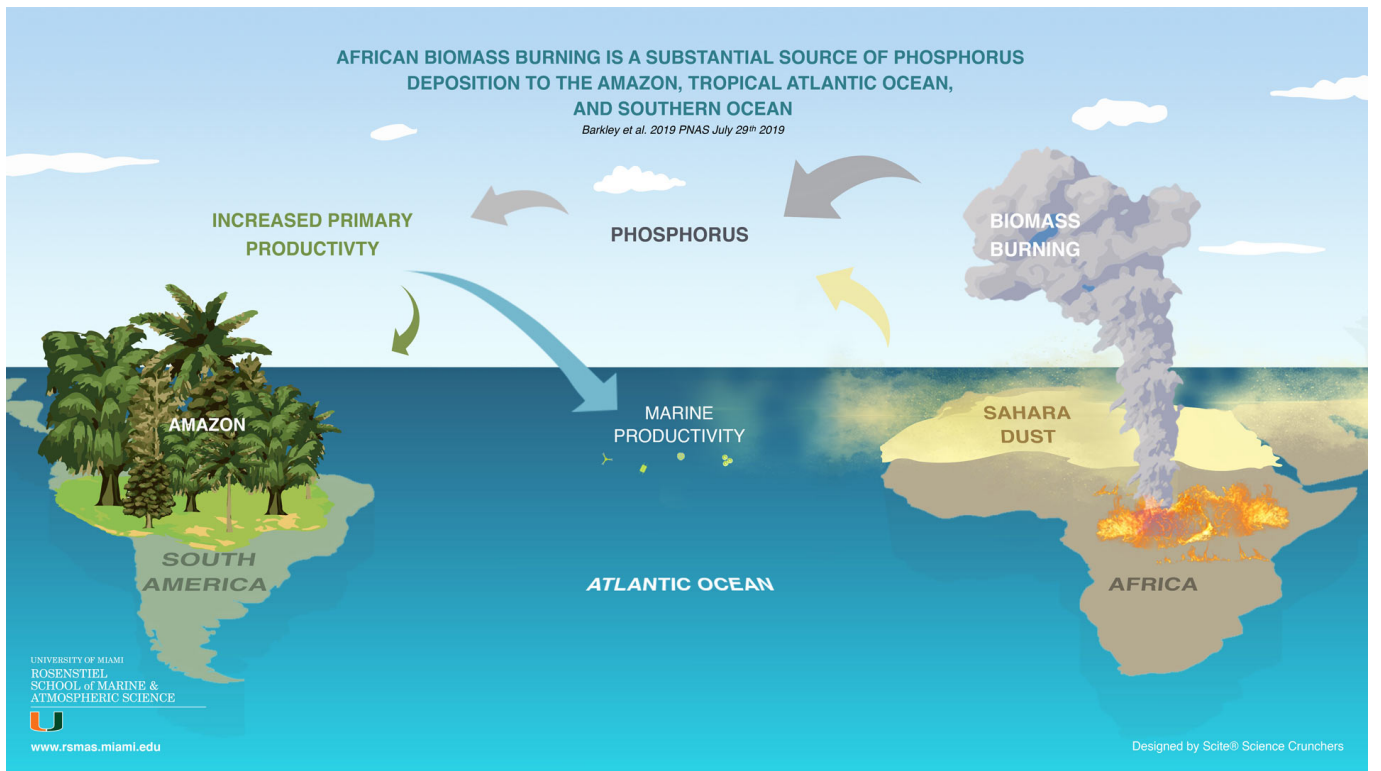 AFRICAN BIOMASS BURNING IS A SUBSTANTIAL SOURCE OF PHOSPHORUS
DEPOSITION TO THE AMAZON, TROPICAL ATLANTIC OCEAN,
AND SOUTHERN OCEAN
Barkley et al. 2019 PNAS July 29th 2019
INCREASED PRIMARY
PRODUCTIVTY
PHOSPHORUS
BIOMASS
BURNING
AMAZON
MARINE
PRODUCTIVITY
SAHARA
DUST
SOUTH
AMERICA
ATLANTIC OCEAN
AFRICA
UNIVERSITY OF MIAMI
ROSENSTIEL
SCHOOL of MARINE &
ATMOSPHERIC SCIENCE
www.rsmas.miami.edu
Designed by Scite® Science Crunchers